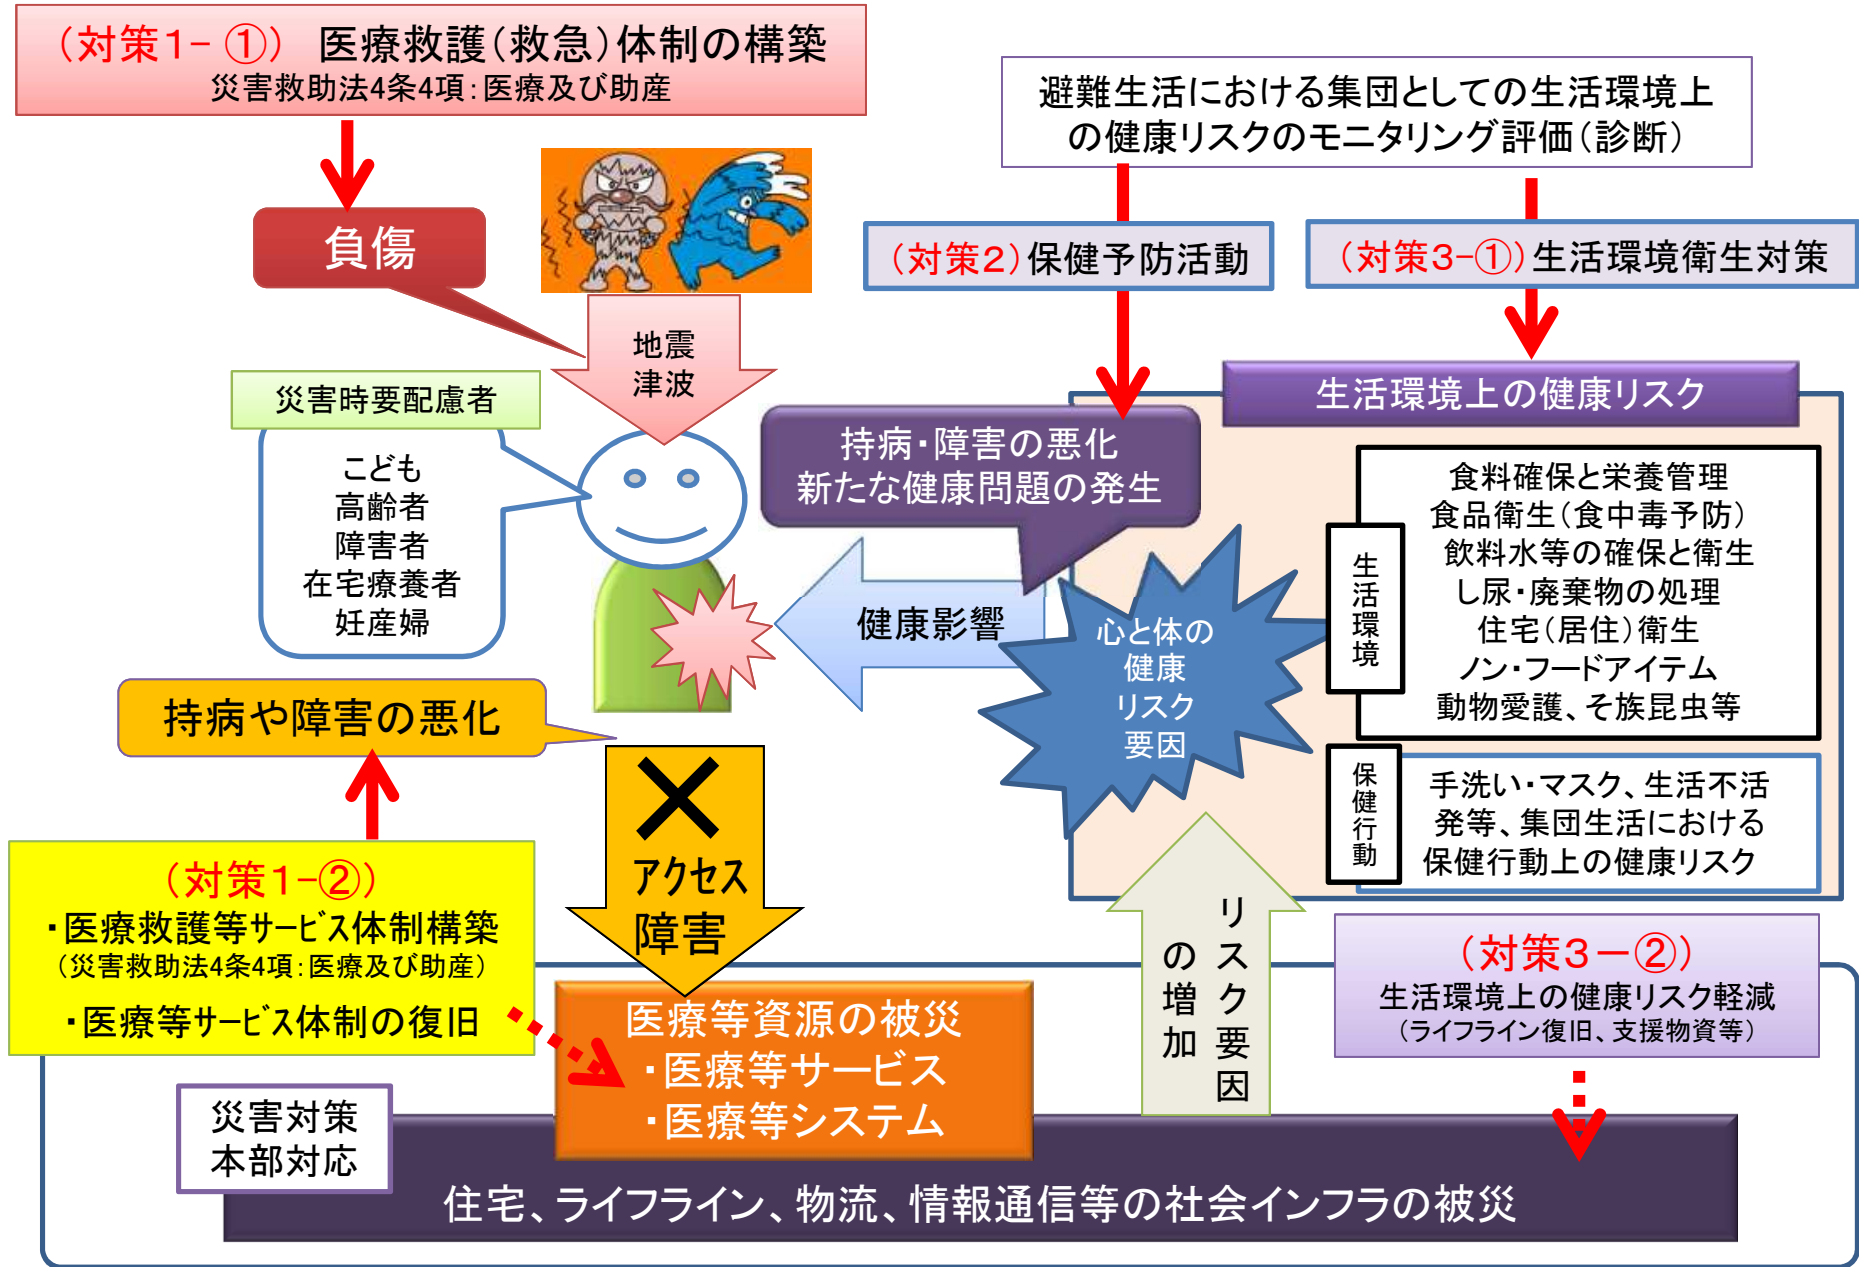 (対策1-①) 医療救護(救急)体制の構築
災害救助法4条4項:医療及び助産
避難生活における集団としての生活環境上
の健康リスクのモニタリング評価(診断)
負傷
(対策2)保健予防活動
(対策3-①)生活環境衛生対策
地震
津波
災害時要配慮者
こども
高齢者
障害者
在宅療養者
妊産婦
持病・障害の悪化
新たな健康問題の発生
生活環境上の健康リスク
生活環境
食料確保と栄養管理
食品衛生(食中毒予防)
飲料水等の確保と衛生
し尿・廃棄物の処理
住宅(居住)衛生
ノン・フードアイテム
動物愛護、そ族昆虫等
健康影響
心と体の
健康
リスク
要因
持病や障害の悪化
保健行動
手洗い・マスク、生活不活
発等、集団生活における
保健行動上の健康リスク
アクセス
障害
(対策1-②)
・医療救護等サービス体制構築
(災害救助法4条4項:医療及び助産)
・医療等サービス体制の復旧
リスク要因
の増加
(対策3-②)
生活環境上の健康リスク軽減
(ライフライン復旧、支援物資等)
医療等資源の被災
・医療等サービス
・医療等システム
災害対策
本部対応
住宅、ライフライン、物流、情報通信等の社会インフラの被災